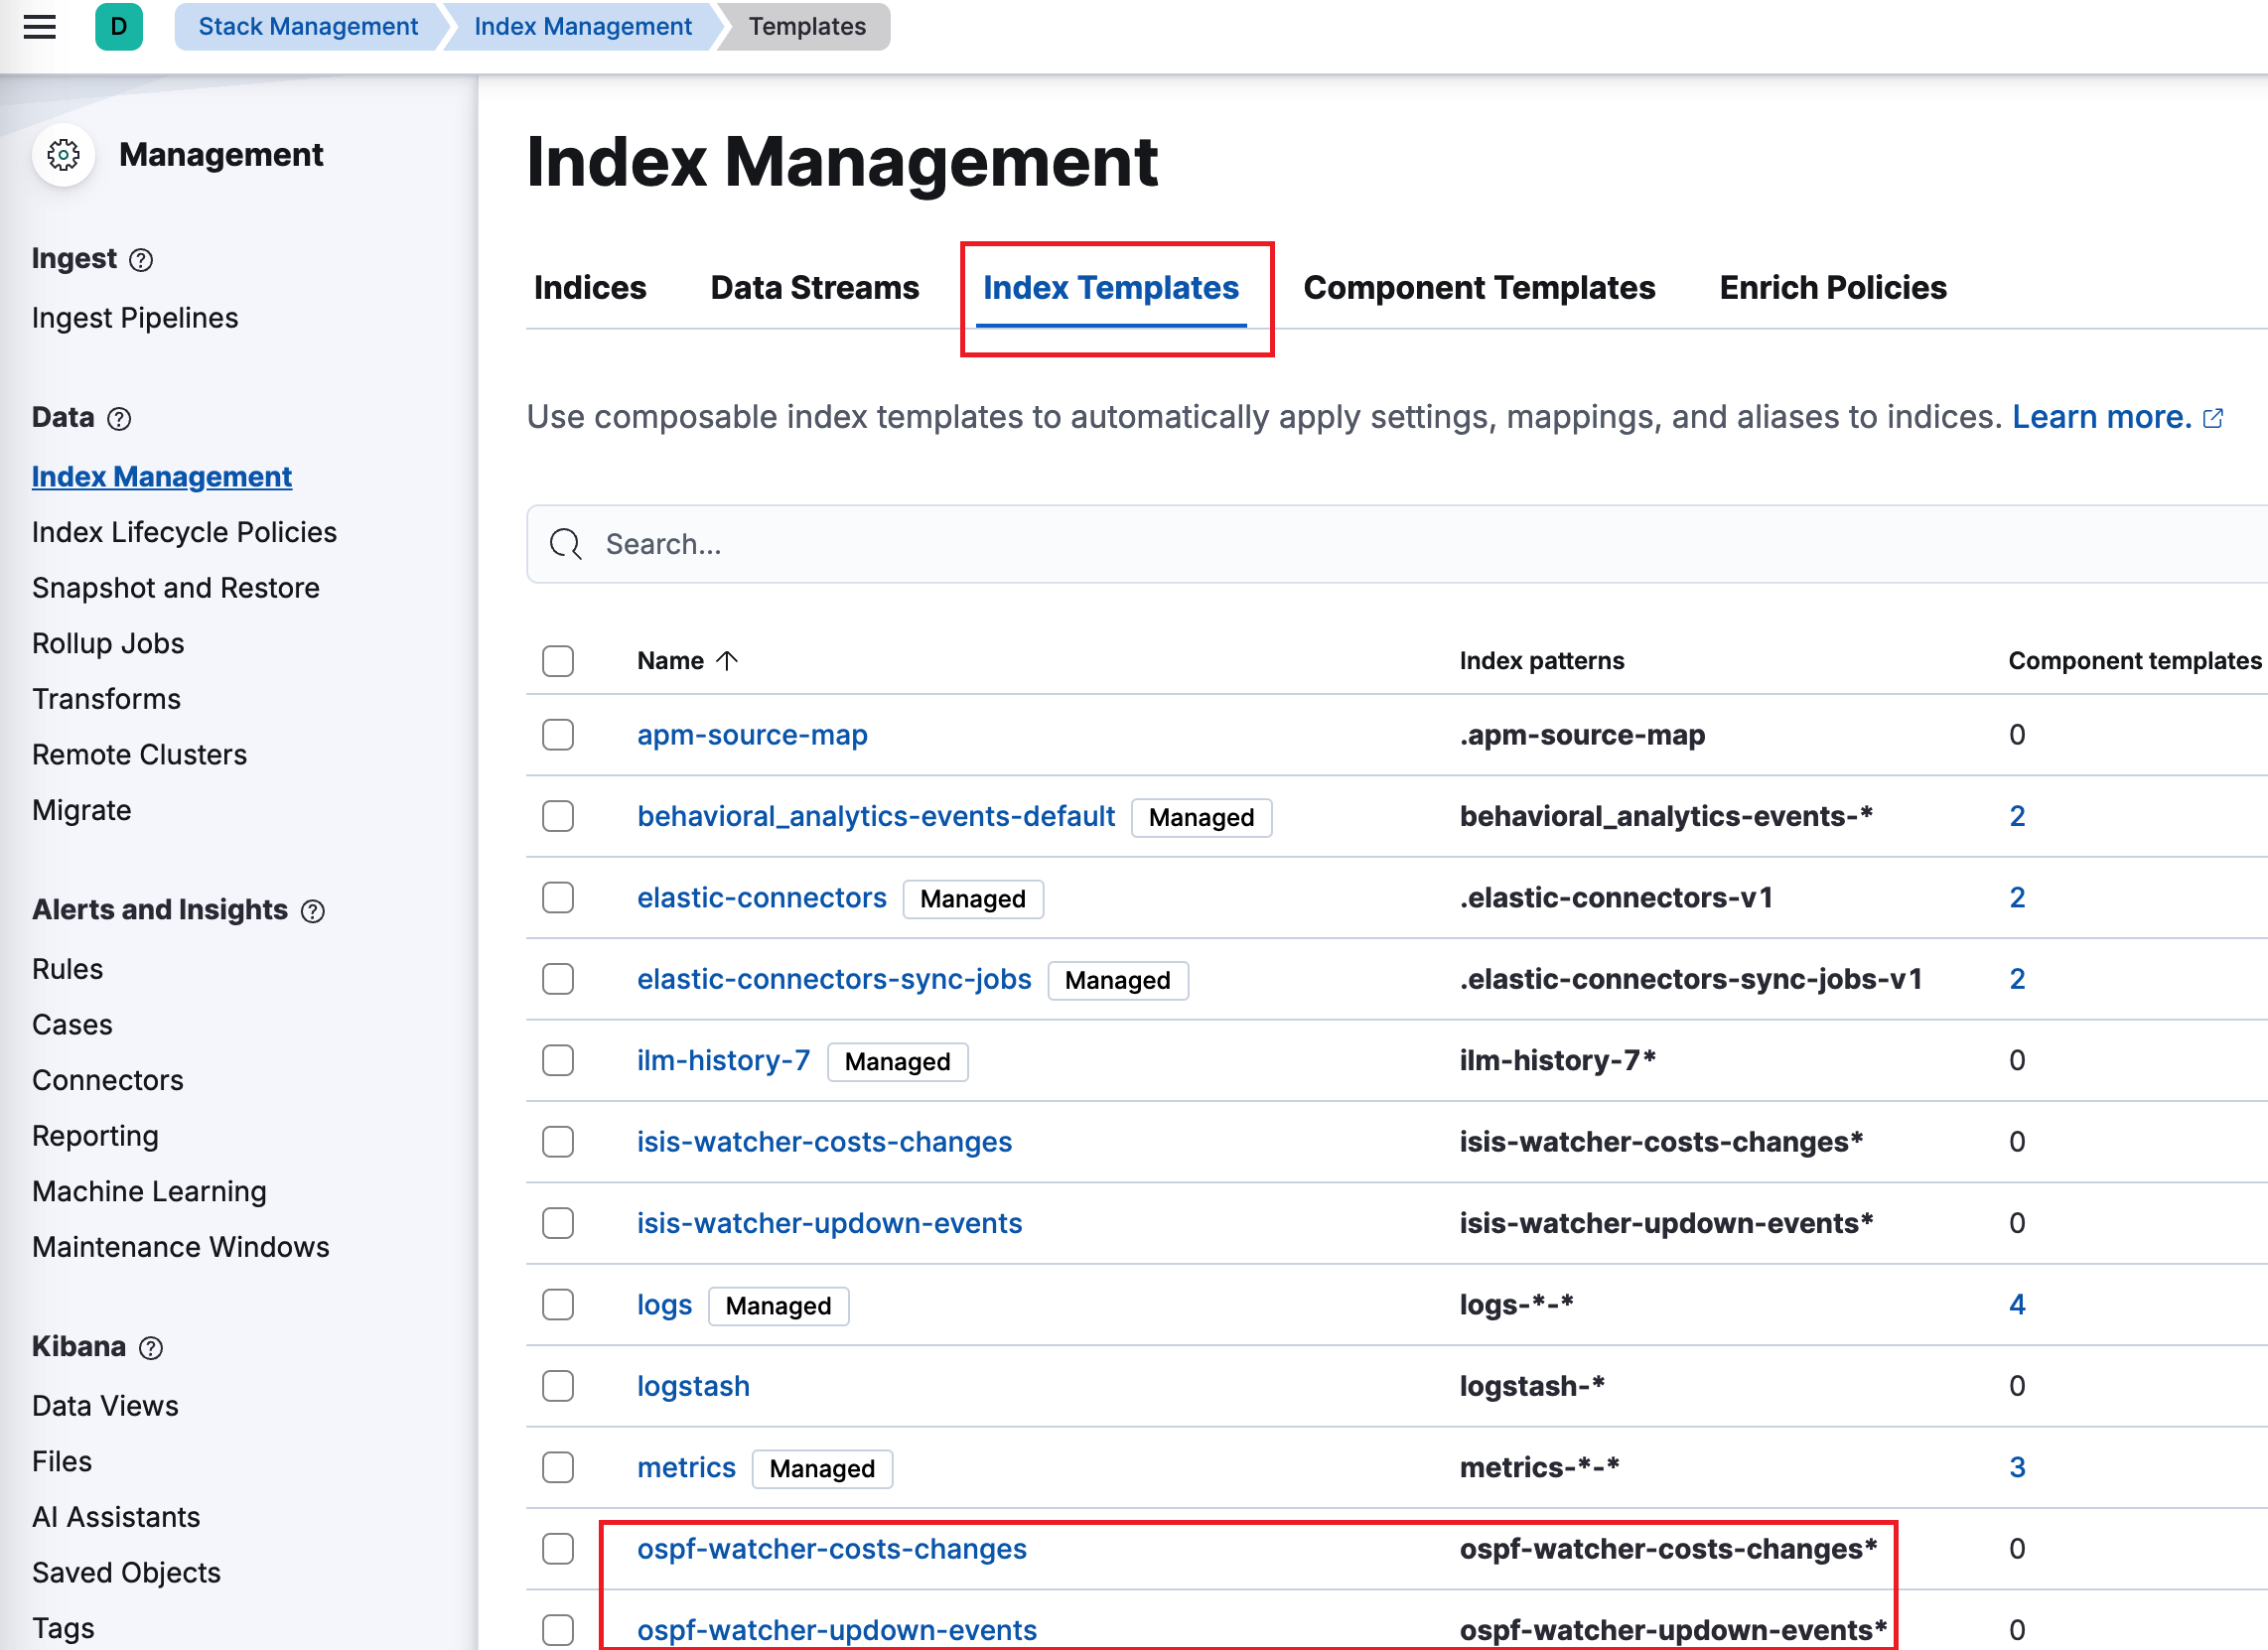 D Stack Management Index Management Templates
Management
Ingest
Ingest Pipelines
Data
Index Management
Index Lifecycle Policies
Snapshot and Restore
Rollup Jobs
Transforms
Remote Clusters
Migrate
Alerts and Insights
Rules
Cases
Connectors
Reporting
Machine Learning
Maintenance Windows
Kibana
Data Views
Files
AI Assistants
Saved Objects
Tags
Index Management
Indices Data Streams Index Templates Component Templates Enrich Policies
Use composable index templates to automatically apply settings, mappings, and aliases to indices. Learn more.
Search...
Name Index patterns Component templates
apm-source-map .apm-source-map 0
behavioral_analytics-events-default Managed behavioral_analytics-events-* 2
elastic-connectors Managed .elastic-connectors-v1 2
elastic-connectors-sync-jobs Managed .elastic-connectors-sync-jobs-v1 2
ilm-history-7 Managed ilm-history-7* 0
isis-watcher-costs-changes isis-watcher-costs-changes* 0
isis-watcher-updown-events isis-watcher-updown-events* 0
logs Managed logs-*-* 4
logstash logstash-* 0
metrics Managed metrics-*-* 3
ospf-watcher-costs-changes ospf-watcher-costs-changes* 0
ospf-watcher-updown-events ospf-watcher-updown-events* 0